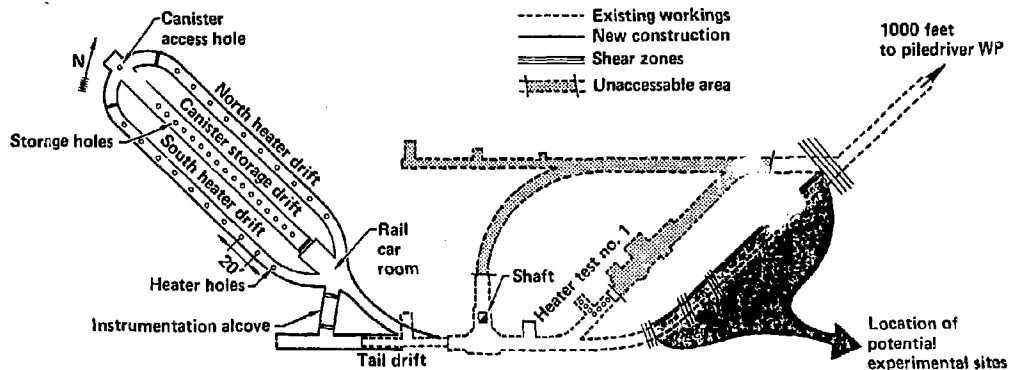 Canister
access hole
N
Storage holes
North heater drift
Canister storage drift
South heater drift
20'
Heater holes
Instrumentation alcove
Rail
car
room
Tail drift
Shaft
Heater test no. 1
Existing workings
New construction
Shear zones
Unaccessable area
1000 feet
to piledriver WP
Location of
potential
experimental sites